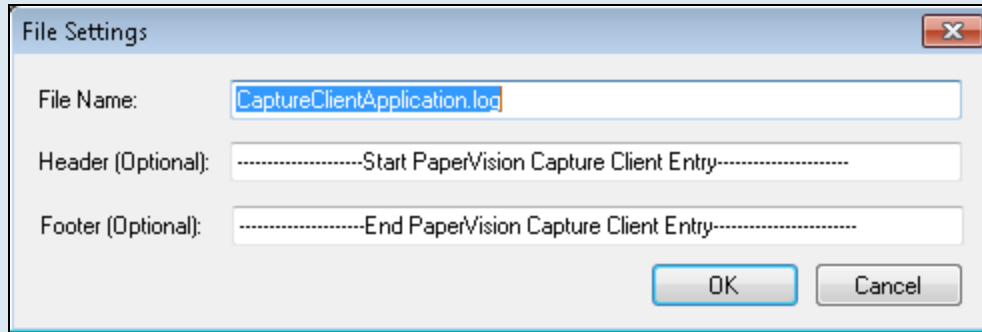 File Settings
File Name: CaptureClientApplication.log
Header (Optional): ---------------------Start PaperVision Capture Client Entry----------------------
Footer (Optional): ---------------------End PaperVision Capture Client Entry------------------------
OK Cancel